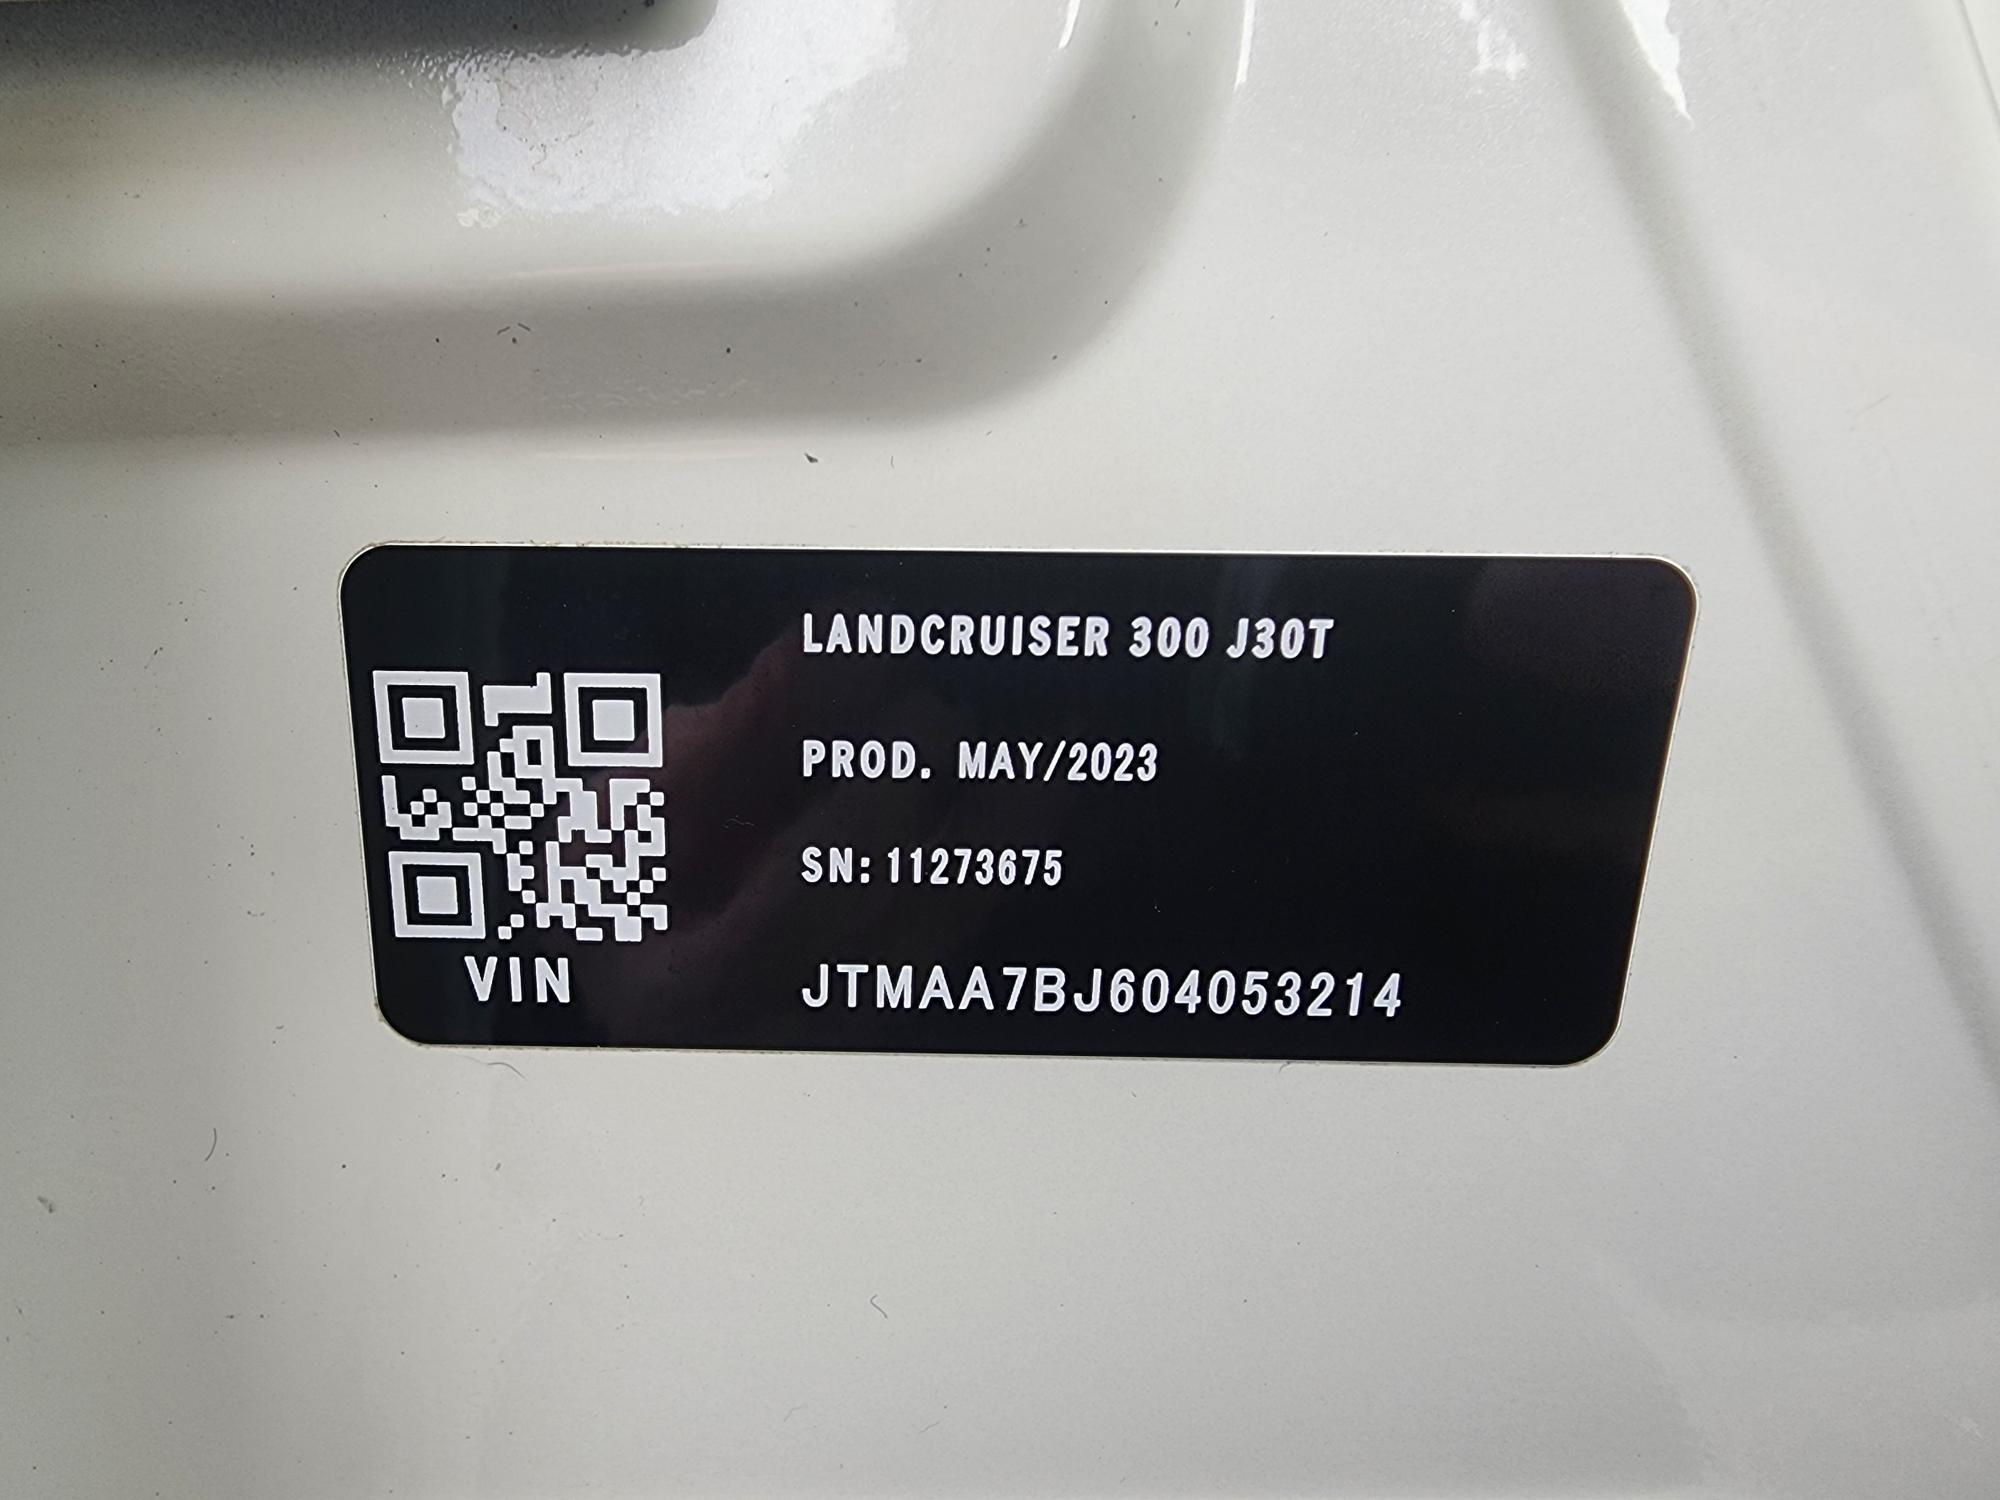 LANDCRUISER 300 J30T
PROD. MAY/2023
SN: 11273675
VIN
JTMAA7BJ604053214